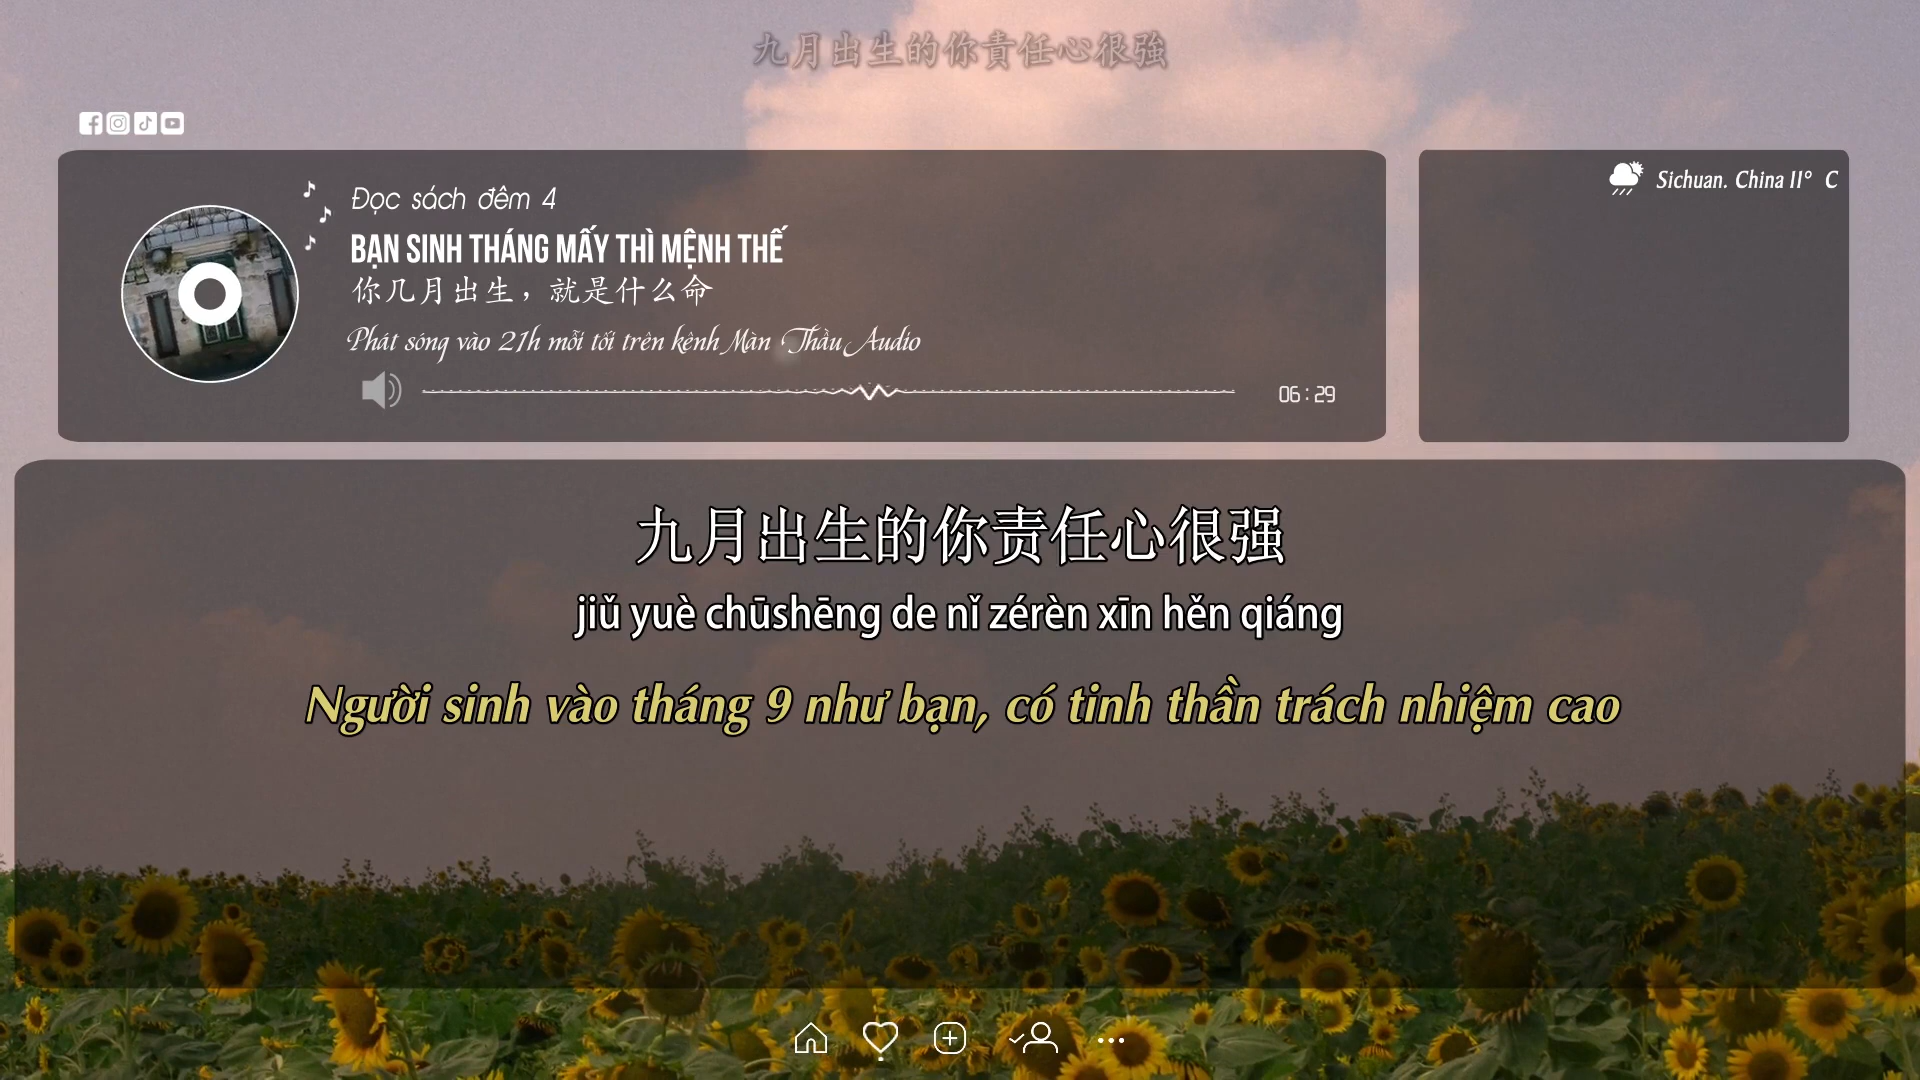 九月出生的你責任心很強
Sichuan. China 11° C
Đọc sách đêm 4
BẠN SINH THÁNG MẤY THÌ MỆNH THẾ
你几月出生，就是什么命
Phát sóng vào 21h mỗi tối trên kênh Màn Thầu Audio
06:29
九月出生的你责任心很强
jiǔ yuè chūshēng de nǐ zérèn xīn hěn qiáng
Người sinh vào tháng 9 như bạn, có tinh thần trách nhiệm cao